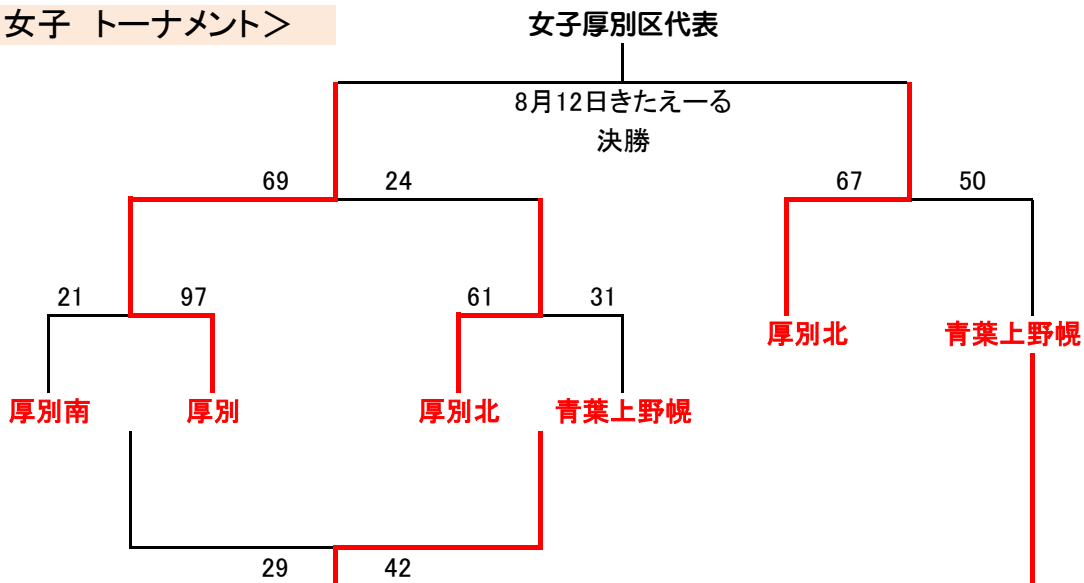 女子 トーナメント＞
女子厚別区代表
8月12日きたえーる
決勝
69 24 67 50
21 97 61 31
厚別北 青葉上野幌
厚別南 厚別 厚別北 青葉上野幌
29 42